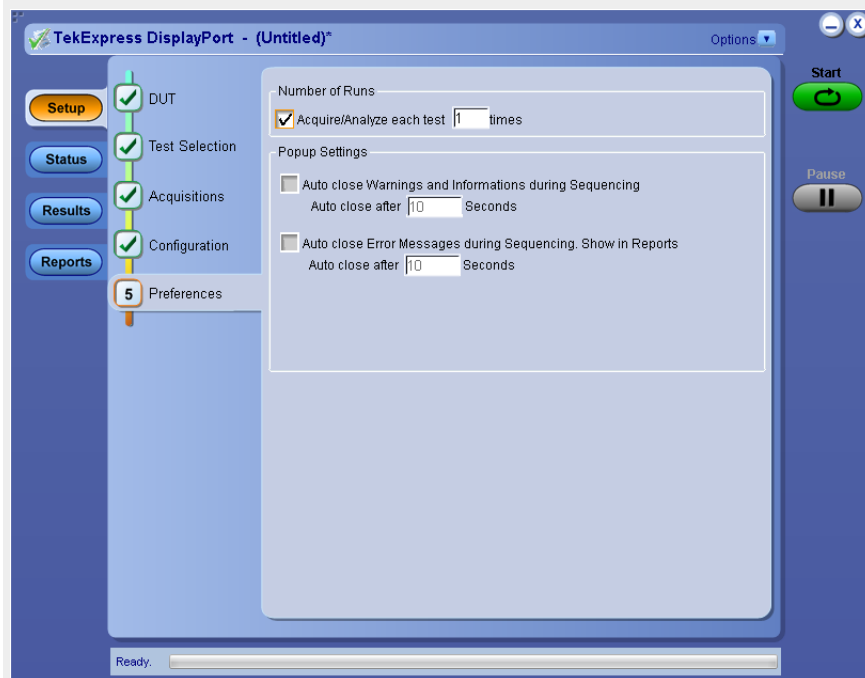 TekExpress DisplayPort - (Untitled)*
Options
Start
Pause
Setup
Status
Results
Reports
DUT
Test Selection
Acquisitions
Configuration
5 Preferences
Number of Runs
Acquire/Analyze each test 1 times
Popup Settings
Auto close Warnings and Informations during Sequencing
Auto close after 10 Seconds
Auto close Error Messages during Sequencing. Show in Reports
Auto close after 10 Seconds
Ready.